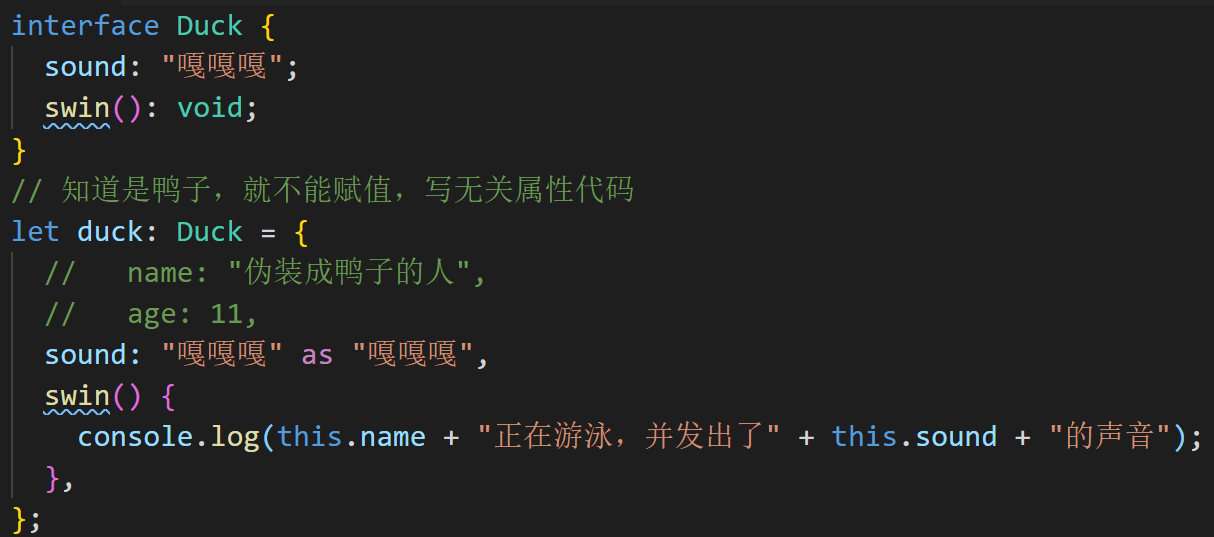 interface Duck {
  sound: "嘎嘎嘎";
  swin(): void;
}
// 知道是鸭子，就不能赋值，写无关属性代码
let duck: Duck = {
  //   name: "伪装成鸭子的人",
  //   age: 11,
  sound: "嘎嘎嘎" as "嘎嘎嘎",
  swin() {
    console.log(this.name + "正在游泳，并发出了" + this.sound + "的声音");
  },
};